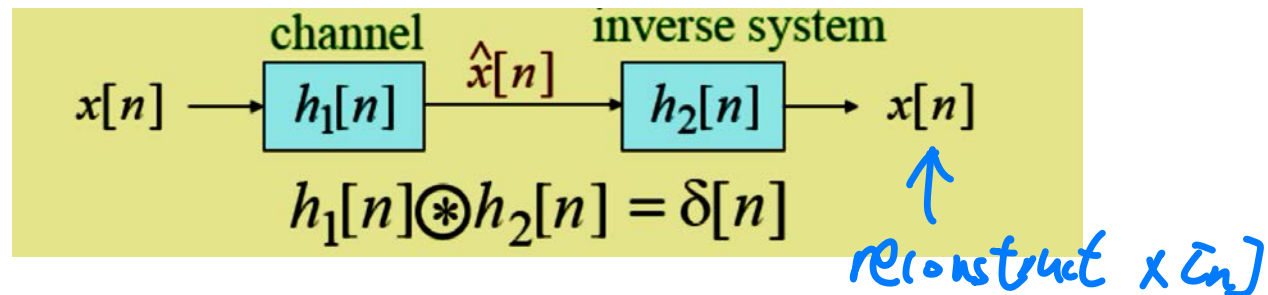 channel inverse system
x[n] h₁[n] x̂[n] h₂[n] x[n]
h₁[n]⊛h₂[n] = δ[n]
reconstruct x[n]